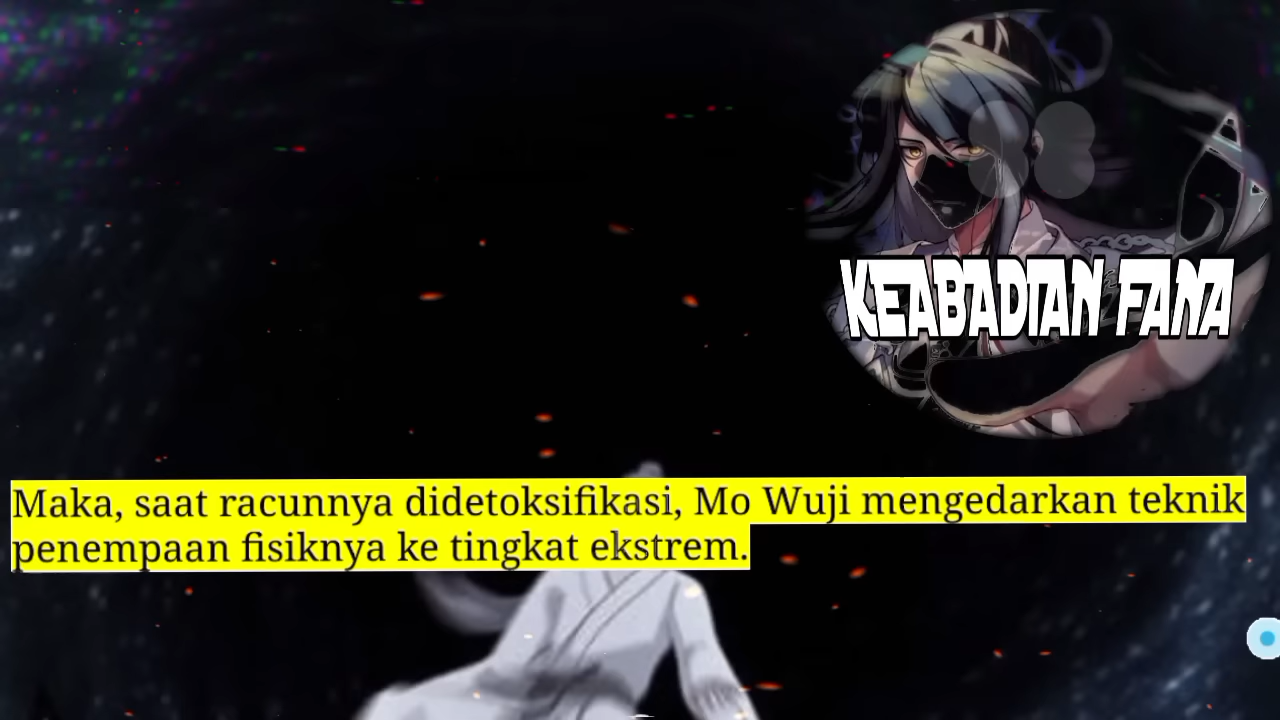 KEABADIAN FANA
Maka, saat racunnya didetoksifikasi, Mo Wuji mengedarkan teknik
penempaan fisiknya ke tingkat ekstrem.